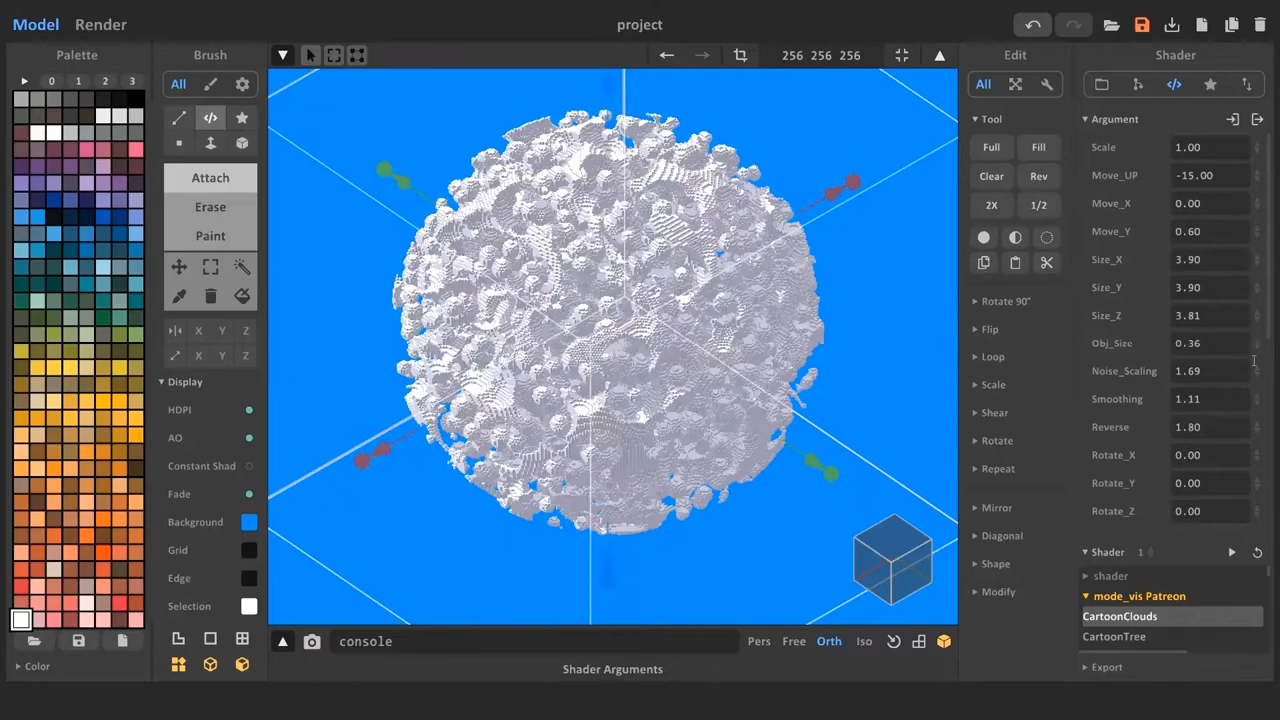 Model Render
project
Palette
0 1 2 3
Color
Brush
All
Attach
Erase
Paint
X Y Z
X Y Z
Display
HDPI
AO
Constant Shad
Fade
Background
Grid
Edge
Selection
256 256 256
console
Pers Free Orth Iso
Shader Arguments
Edit
All
Tool
Full Fill
Clear Rev
2X 1/2
Rotate 90°
Flip
Loop
Scale
Shear
Rotate
Repeat
Mirror
Diagonal
Shape
Modify
Shader
Argument
Scale 1.00
Move_UP -15.00
Move_X 0.00
Move_Y 0.60
Size_X 3.90
Size_Y 3.90
Size_Z 3.81
Obj_Size 0.36
Noise_Scaling 1.69
Smoothing 1.11
Reverse 1.80
Rotate_X 0.00
Rotate_Y 0.00
Rotate_Z 0.00
Shader 1
shader
mode_vis Patreon
CartoonClouds
CartoonTree
Export